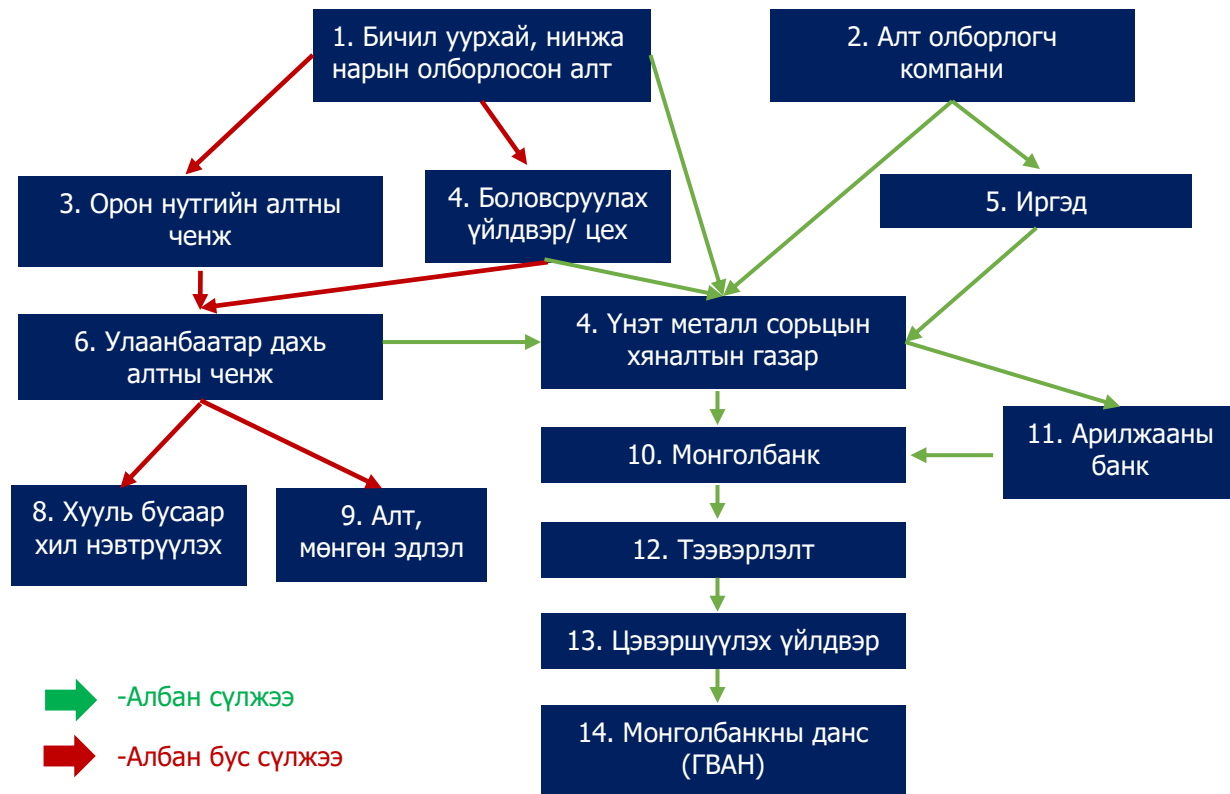 1. Бичил уурхай, нинжа
нарын олборлосон алт
2. Алт олборлогч
компани
3. Орон нутгийн алтны
ченж
4. Боловсруулах
үйлдвэр/ цех
5. Иргэд
6. Улаанбаатар дахь
алтны ченж
4. Үнэт металл сорьцын
хяналтын газар
10. Монголбанк
11. Арилжааны
банк
8. Хууль бусаар
хил нэвтрүүлэх
9. Алт,
мөнгөн эдлэл
12. Тээвэрлэлт
13. Цэвэршүүлэх үйлдвэр
14. Монголбанкны данс
(ГВАН)
-Албан сүлжээ
-Албан бус сүлжээ